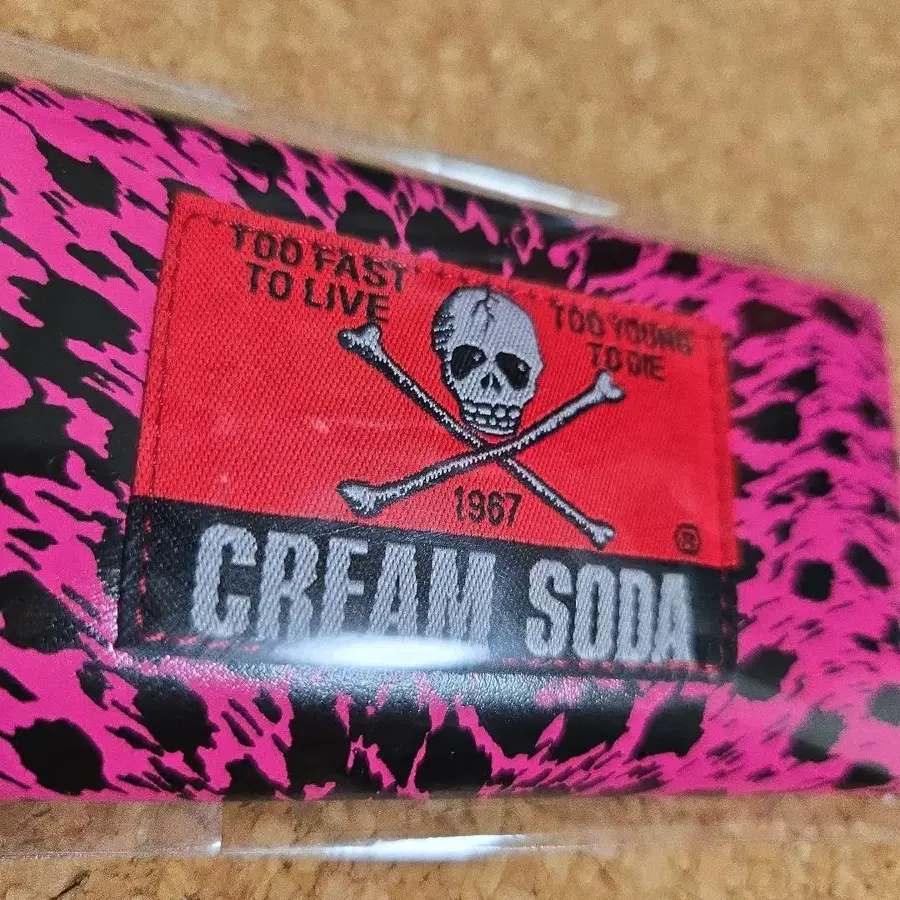 TOO FAST
TO LIVE
TOO YOUNG
TO DIE
1967
®
CREAM SODA